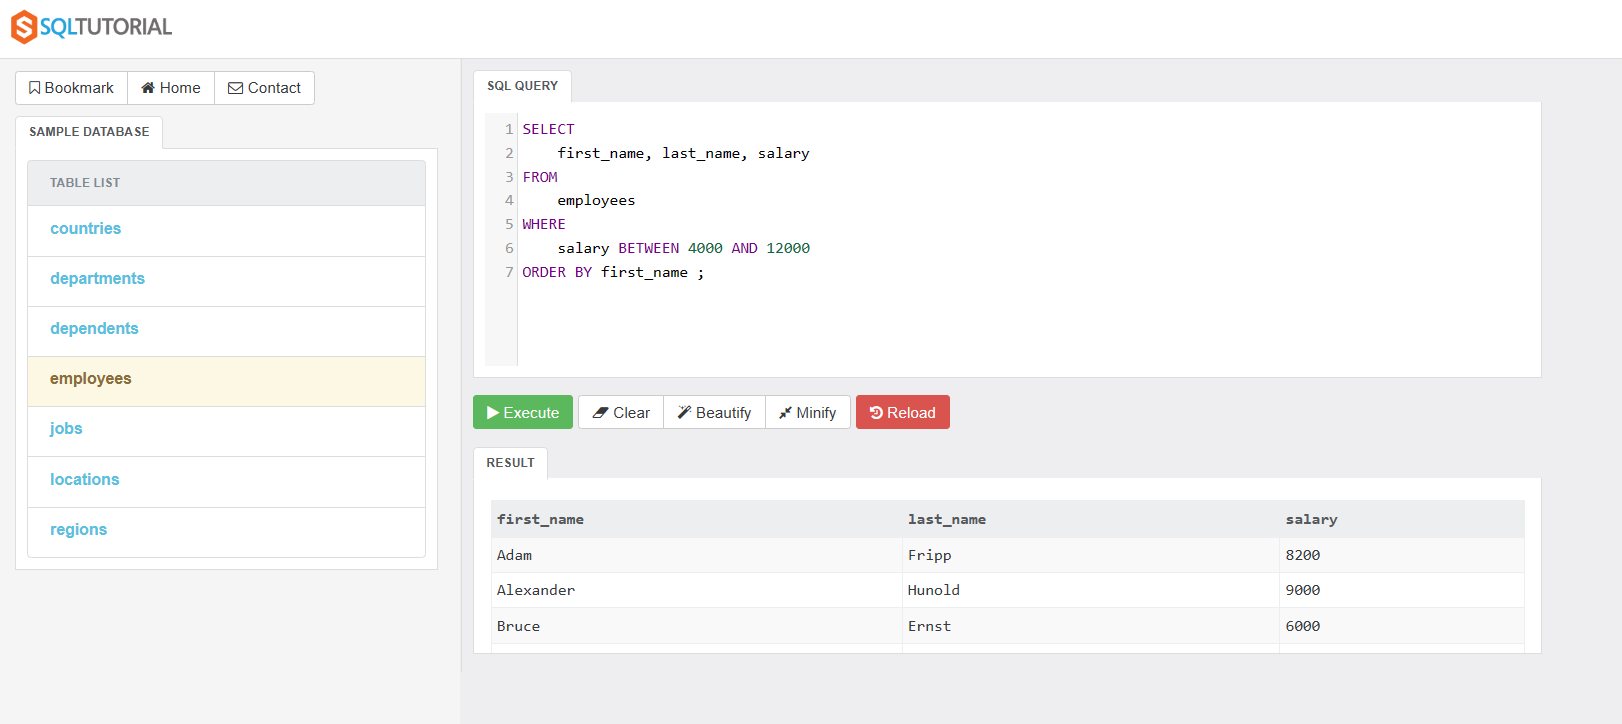 SQLTUTORIAL
Bookmark Home Contact
SAMPLE DATABASE
TABLE LIST
countries
departments
dependents
employees
jobs
locations
regions
SQL QUERY
1 SELECT
2     first_name, last_name, salary
3 FROM
4     employees
5 WHERE
6     salary BETWEEN 4000 AND 12000
7 ORDER BY first_name ;
Execute Clear Beautify Minify Reload
RESULT
first_name last_name salary
Adam Fripp 8200
Alexander Hunold 9000
Bruce Ernst 6000